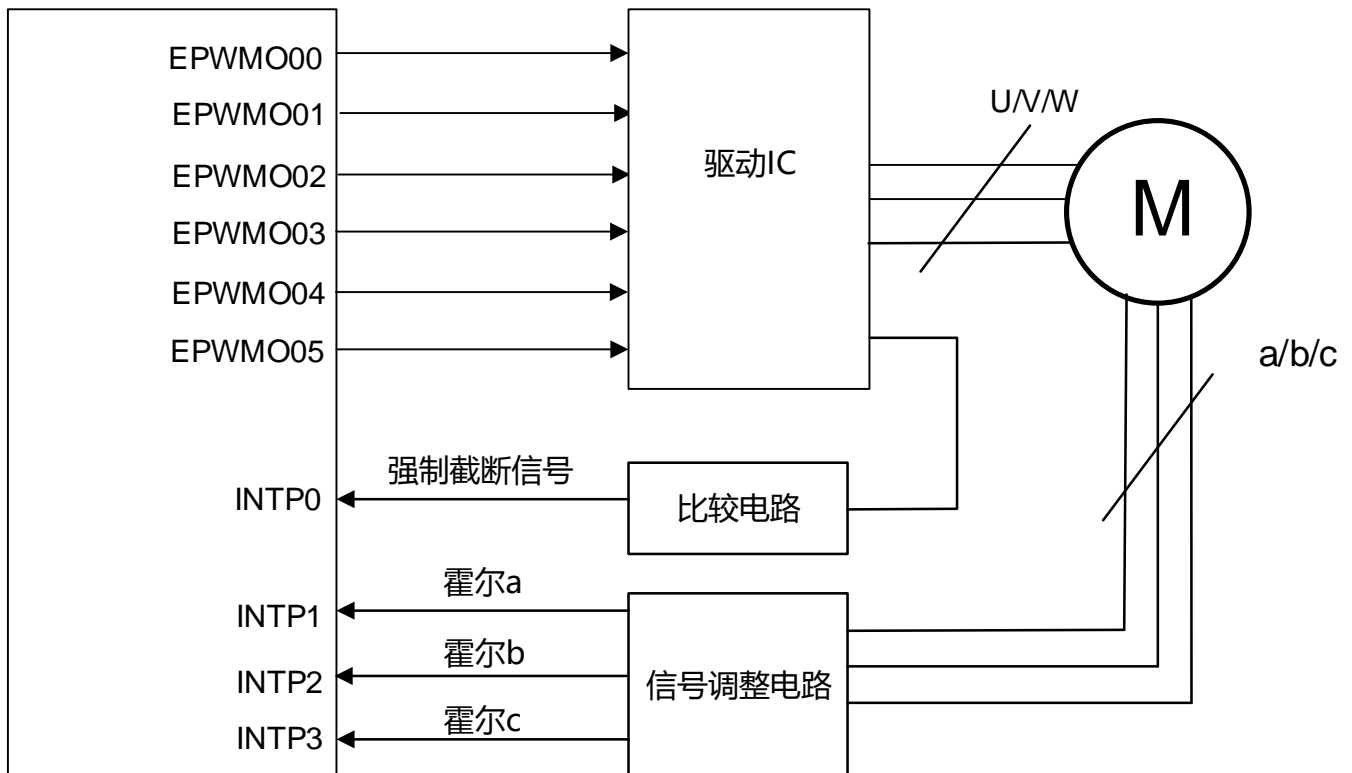 EPWMO00
EPWMO01
EPWMO02
EPWMO03
EPWMO04
EPWMO05
驱动IC
U/V/W
M
a/b/c
强制截断信号
INTP0
比较电路
霍尔a
INTP1
霍尔b
INTP2
霍尔c
INTP3
信号调整电路